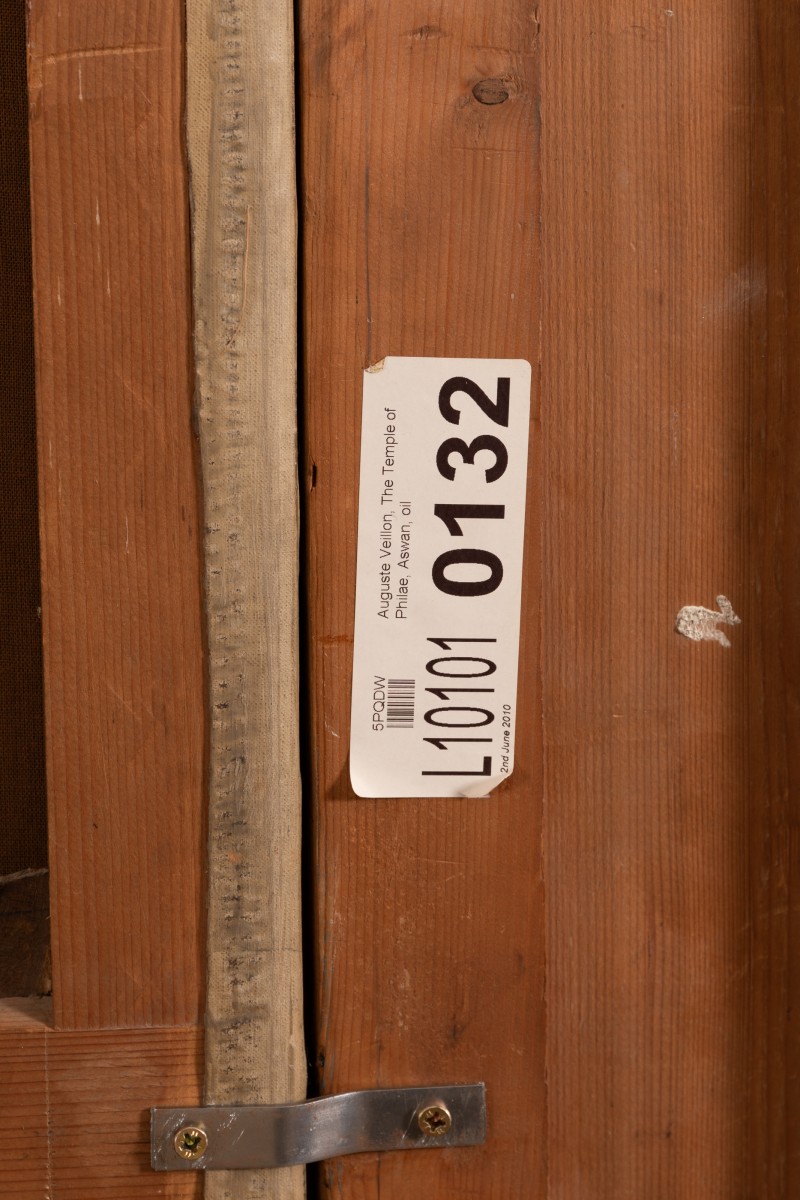 5PQDW
Auguste Veillon, The Temple of
Philae, Aswan, oil
L10101 0132
2nd June 2010